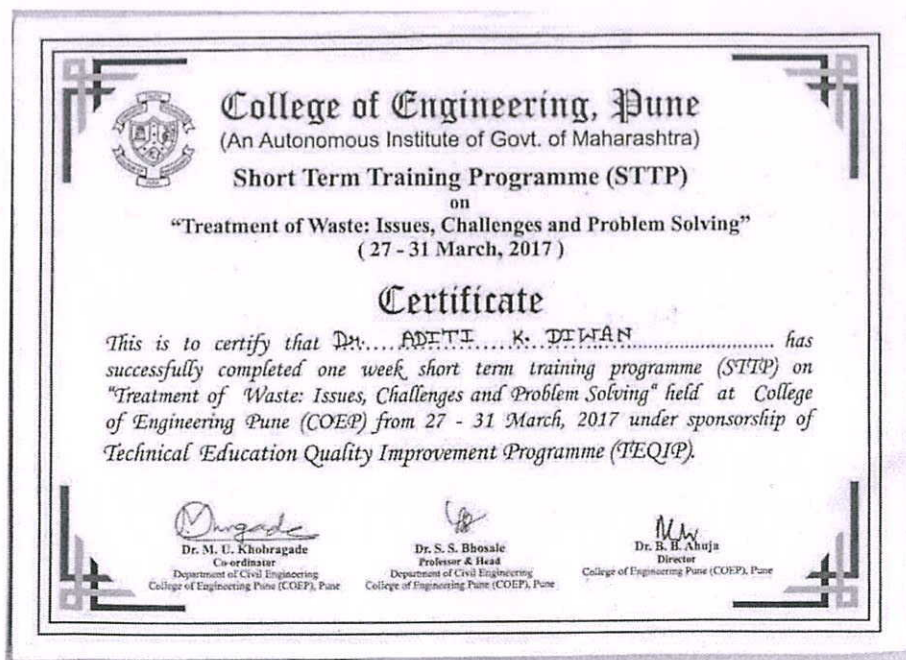 College of Engineering, Pune
(An Autonomous Institute of Govt. of Maharashtra)
Short Term Training Programme (STTP)
on
“Treatment of Waste: Issues, Challenges and Problem Solving”
( 27 - 31 March, 2017 )
Certificate
This is to certify that Dr. ADITI K. DIWAN has
successfully completed one week short term training programme (STTP) on
"Treatment of Waste: Issues, Challenges and Problem Solving" held at College
of Engineering Pune (COEP) from 27 - 31 March, 2017 under sponsorship of
Technical Education Quality Improvement Programme (TEQIP).
Dr. M. U. Khobragade
Co-ordinator
Department of Civil Engineering
College of Engineering Pune (COEP), Pune
Dr. S. S. Bhosale
Professor & Head
Department of Civil Engineering
College of Engineering Pune (COEP), Pune
Dr. B. B. Ahuja
Director
College of Engineering Pune (COEP), Pune